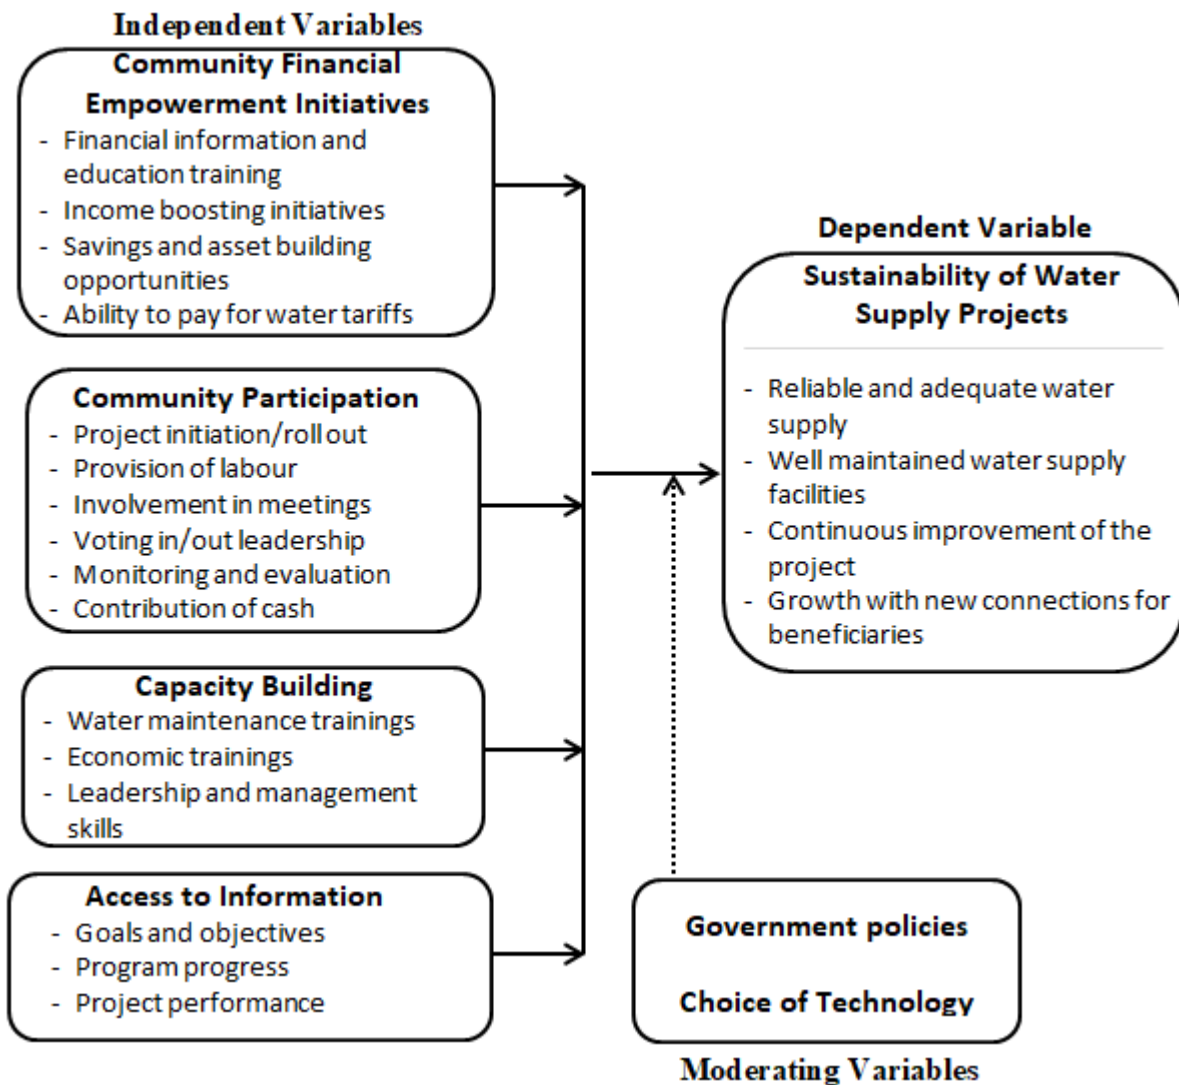 Independent Variables
Community Financial
Empowerment Initiatives
- Financial information and
education training
- Income boosting initiatives
- Savings and asset building
opportunities
- Ability to pay for water tariffs
Community Participation
- Project initiation/roll out
- Provision of labour
- Involvement in meetings
- Voting in/out leadership
- Monitoring and evaluation
- Contribution of cash
Capacity Building
- Water maintenance trainings
- Economic trainings
- Leadership and management
skills
Access to Information
- Goals and objectives
- Program progress
- Project performance
Dependent Variable
Sustainability of Water
Supply Projects
- Reliable and adequate water
supply
- Well maintained water supply
facilities
- Continuous improvement of the
project
- Growth with new connections for
beneficiaries
Government policies
Choice of Technology
Moderating Variables